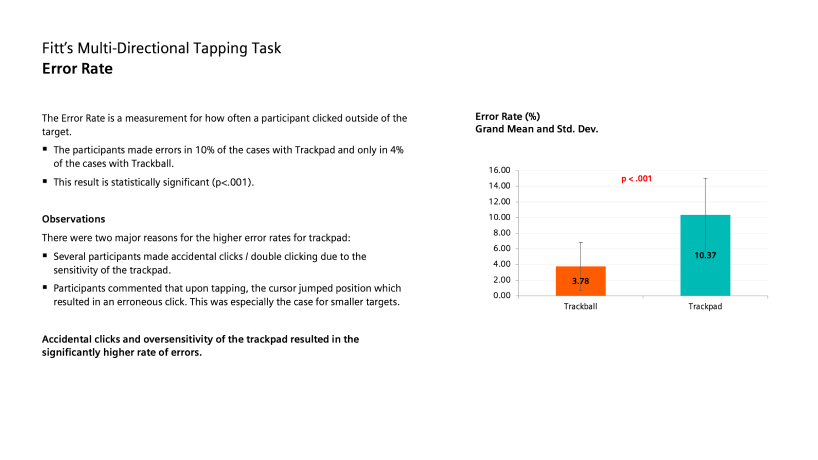 Fitt's Multi-Directional Tapping Task
Error Rate
The Error Rate is a measurement for how often a participant clicked outside of the
target.
▪ The participants made errors in 10% of the cases with Trackpad and only in 4%
of the cases with Trackball.
▪ This result is statistically significant (p<.001).
Observations
There were two major reasons for the higher error rates for trackpad:
▪ Several participants made accidental clicks / double clicking due to the
sensitivity of the trackpad.
▪ Participants commented that upon tapping, the cursor jumped position which
resulted in an erroneous click. This was especially the case for smaller targets.
Accidental clicks and oversensitivity of the trackpad resulted in the
significantly higher rate of errors.
Error Rate (%)
Grand Mean and Std. Dev.
16.00
14.00
12.00
10.00
8.00
6.00
4.00
2.00
0.00
p < .001
3.78
10.37
Trackball
Trackpad